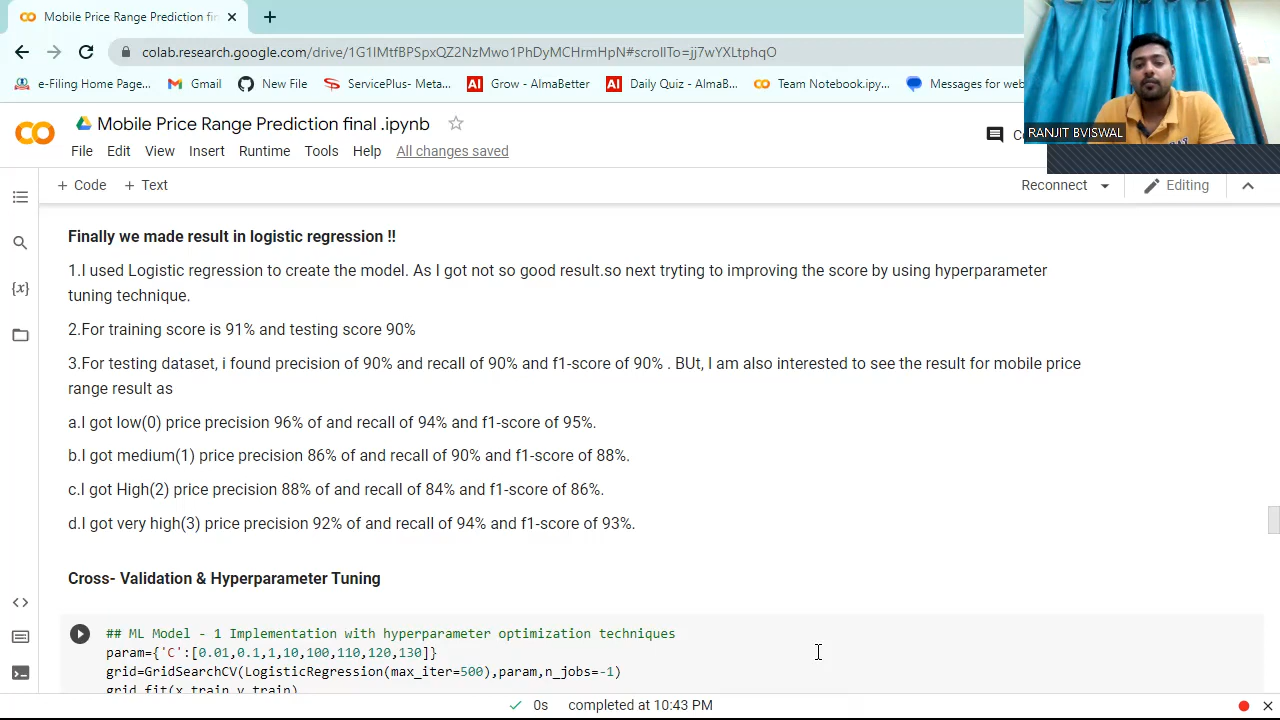 Mobile Price Range Prediction fin
colab.research.google.com/drive/1G1IMtfBPSpxQZ2NzMwo1PhDyMCHrmHpN#scrollTo=jj7wYXLtphqO
e-Filing Home Page...
Gmail
New File
ServicePlus- Meta...
AI Grow - AlmaBetter
AI Daily Quiz - AlmaB...
Team Notebook.ipy...
Messages for web
RANJIT BVISWAL
Mobile Price Range Prediction final .ipynb
File Edit View Insert Runtime Tools Help All changes saved
+ Code + Text
Reconnect
Editing
Finally we made result in logistic regression !!
1.I used Logistic regression to create the model. As I got not so good result.so next tryting to improving the score by using hyperparameter
tuning technique.
2.For training score is 91% and testing score 90%
3.For testing dataset, i found precision of 90% and recall of 90% and f1-score of 90% . BUt, I am also interested to see the result for mobile price
range result as
a.I got low(0) price precision 96% of and recall of 94% and f1-score of 95%.
b.I got medium(1) price precision 86% of and recall of 90% and f1-score of 88%.
c.I got High(2) price precision 88% of and recall of 84% and f1-score of 86%.
d.I got very high(3) price precision 92% of and recall of 94% and f1-score of 93%.
Cross- Validation & Hyperparameter Tuning
## ML Model - 1 Implementation with hyperparameter optimization techniques
param={'C':[0.01,0.1,1,10,100,110,120,130]}
grid=GridSearchCV(LogisticRegression(max_iter=500),param,n_jobs=-1)
grid.fit(x_train,y_train)
0s completed at 10:43 PM